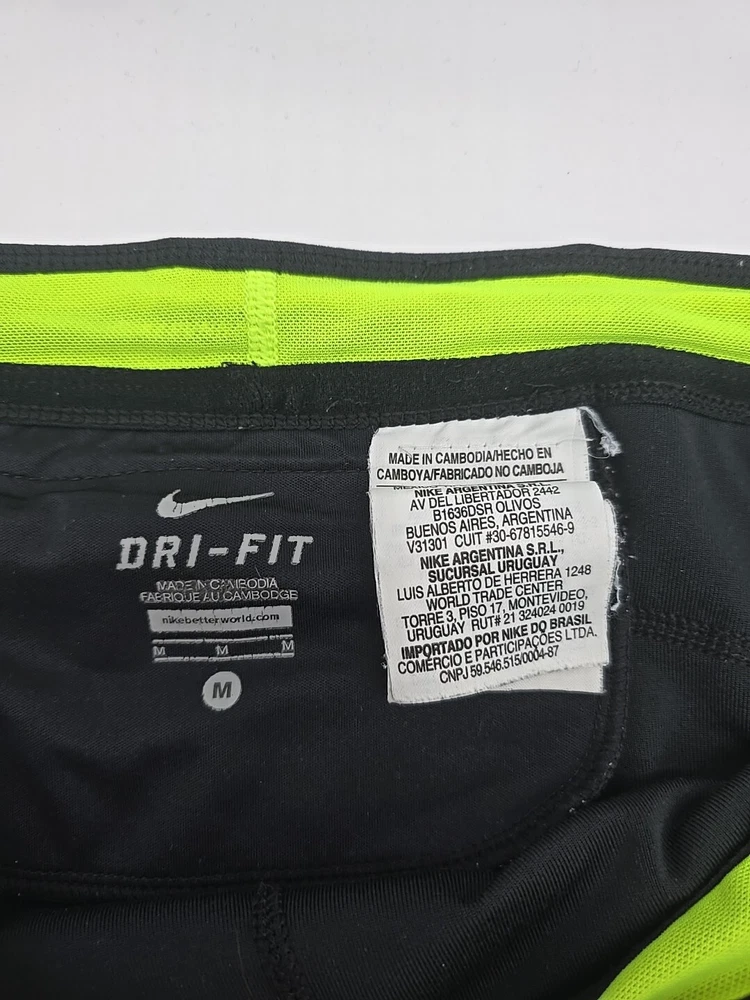 DRI-FIT
MADE IN CAMBODIA
FABRIQUÉ AU CAMBODGE
nikebetterworld.com
M M M
M
MADE IN CAMBODIA/HECHO EN
CAMBOYA/FABRICADO NO CAMBOJA
NIKE ARGENTINA S.R.L.
AV DEL LIBERTADOR 2442
B1636DSR OLIVOS
BUENOS AIRES, ARGENTINA
V31301 CUIT #30-67815546-9
NIKE ARGENTINA S.R.L.,
SUCURSAL URUGUAY
LUIS ALBERTO DE HERRERA 1248
WORLD TRADE CENTER
TORRE 3, PISO 17, MONTEVIDEO,
URUGUAY RUT# 21 324024 0019
IMPORTADO POR NIKE DO BRASIL
COMÉRCIO E PARTICIPAÇÕES LTDA.
CNPJ 59.546.515/0004-87